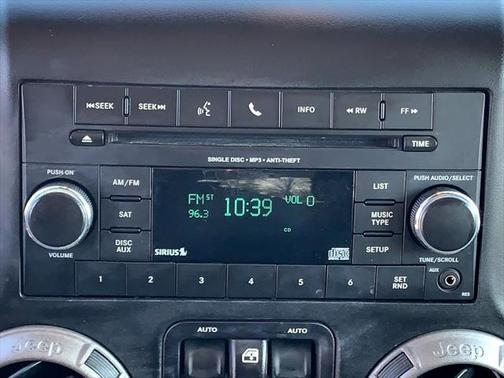 ⏮SEEK SEEK⏭ INFO ◀◀ RW FF ▶▶
TIME
SINGLE DISC • MP3 • ANTI-THEFT
PUSH ON PUSH AUDIO/SELECT
AM/FM LIST
FM ST 10:39 VOL 0
96.3
SAT MUSIC TYPE
CD
DISC AUX SETUP
SIRIUS
VOLUME TUNE/SCROLL
1 2 3 4 5 6 SET RND
AUX
RES
AUTO AUTO
Jeep Jeep